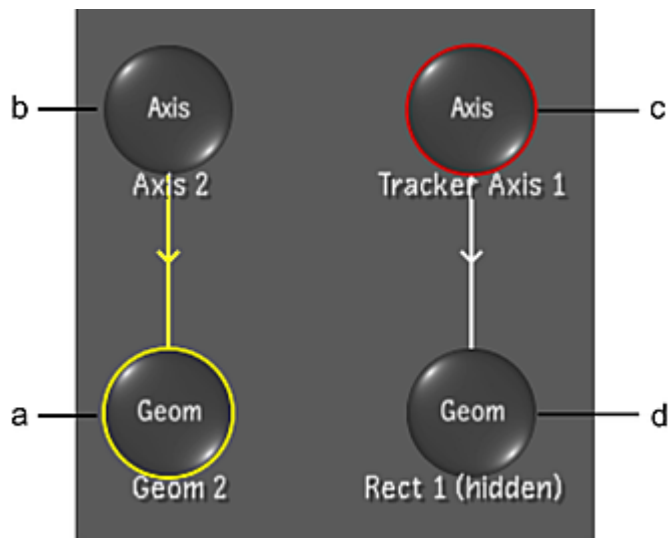 b
Axis
Axis
c
Axis 2
Tracker Axis 1
a
Geom
Geom
d
Geom 2
Rect 1 (hidden)